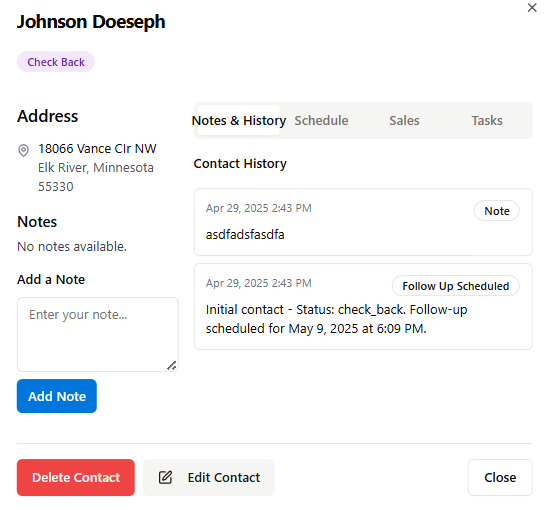 Johnson Doeseph
Check Back
Address
18066 Vance CIr NW
Elk River, Minnesota
55330
Notes
No notes available.
Add a Note
Enter your note...
Add Note
Notes & History
Schedule
Sales
Tasks
Contact History
Apr 29, 2025 2:43 PM
Note
asdfadsfasdfa
Apr 29, 2025 2:43 PM
Follow Up Scheduled
Initial contact - Status: check_back. Follow-up
scheduled for May 9, 2025 at 6:09 PM.
Delete Contact
Edit Contact
Close